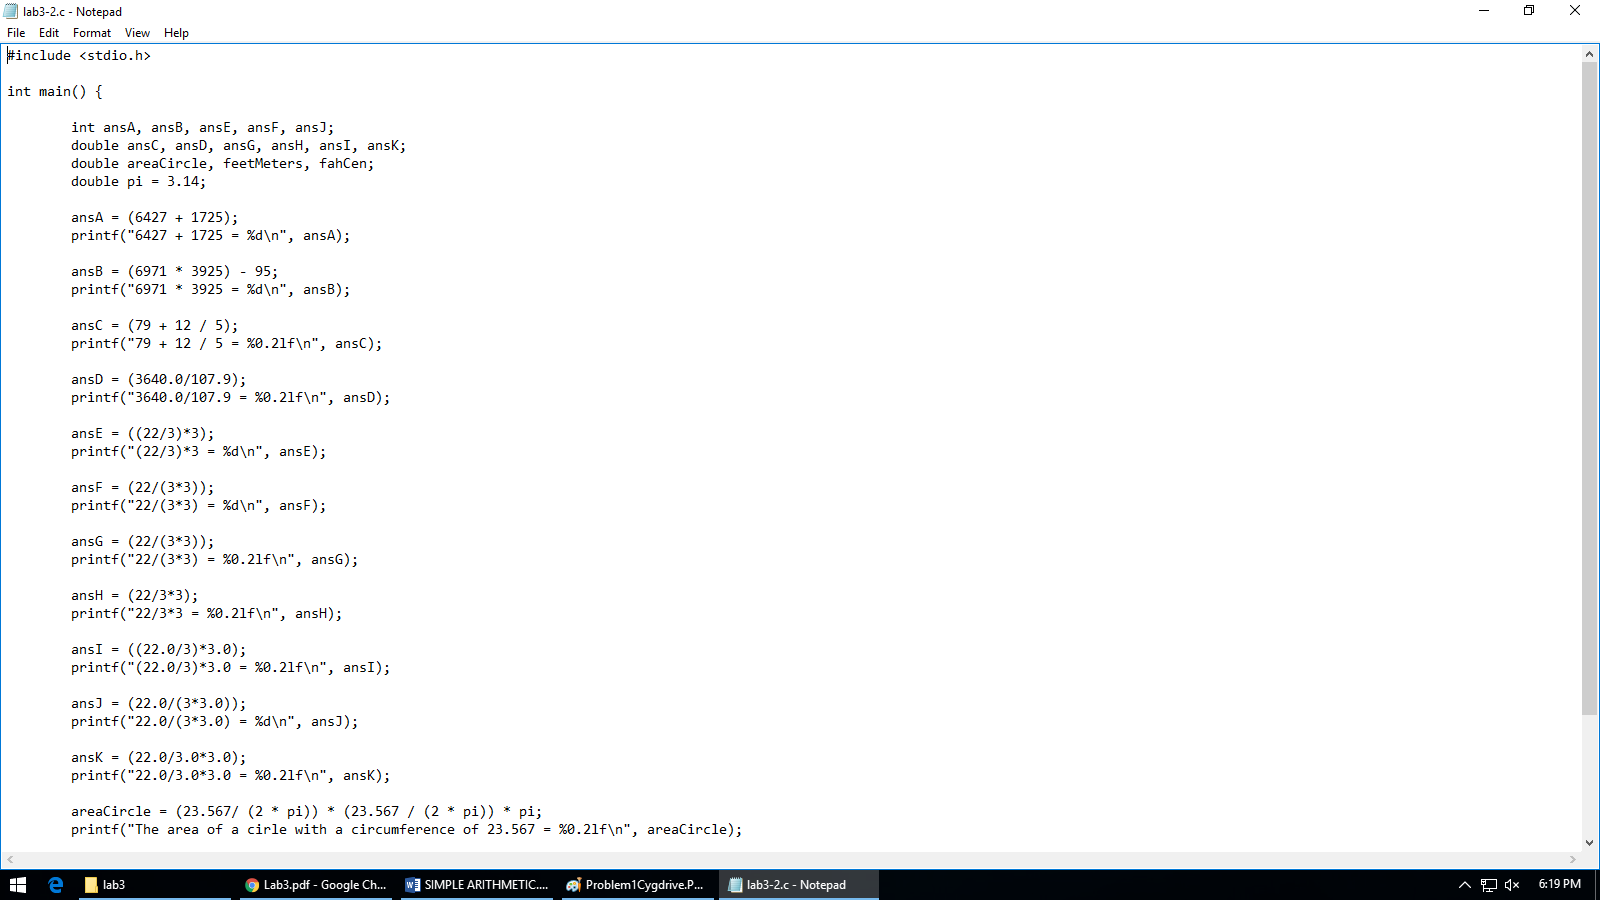 lab3-2.c - Notepad
File Edit Format View Help
#include <stdio.h>
int main() {
int ansA, ansB, ansE, ansF, ansJ;
double ansC, ansD, ansG, ansH, ansI, ansK;
double areaCircle, feetMeters, fahCen;
double pi = 3.14;
ansA = (6427 + 1725);
printf("6427 + 1725 = %d\n", ansA);
ansB = (6971 * 3925) - 95;
printf("6971 * 3925 = %d\n", ansB);
ansC = (79 + 12 / 5);
printf("79 + 12 / 5 = %0.2lf\n", ansC);
ansD = (3640.0/107.9);
printf("3640.0/107.9 = %0.2lf\n", ansD);
ansE = ((22/3)*3);
printf("(22/3)*3 = %d\n", ansE);
ansF = (22/(3*3));
printf("22/(3*3) = %d\n", ansF);
ansG = (22/(3*3));
printf("22/(3*3) = %0.2lf\n", ansG);
ansH = (22/3*3);
printf("22/3*3 = %0.2lf\n", ansH);
ansI = ((22.0/3)*3.0);
printf("(22.0/3)*3.0 = %0.2lf\n", ansI);
ansJ = (22.0/(3*3.0));
printf("22.0/(3*3.0) = %d\n", ansJ);
ansK = (22.0/3.0*3.0);
printf("22.0/3.0*3.0 = %0.2lf\n", ansK);
areaCircle = (23.567/ (2 * pi)) * (23.567 / (2 * pi)) * pi;
printf("The area of a cirle with a circumference of 23.567 = %0.2lf\n", areaCircle);
lab3 Lab3.pdf - Google Ch... SIMPLE ARITHMETIC.... Problem1Cygdrive.P... lab3-2.c - Notepad 6:19 PM